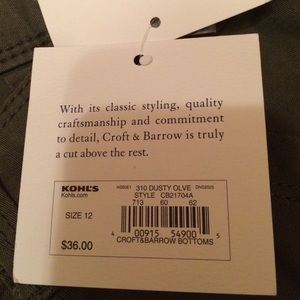 With its classic styling, quality
craftsmanship and commitment
to detail, Croft & Barrow is truly
a cut above the rest.
KOHL'S
Kohls.com
310 DUSTY OLVE
STYLE CB21704A
713 60 62
SIZE 12
$36.00
4 00915 54900 5
CROFT&BARROW BOTTOMS